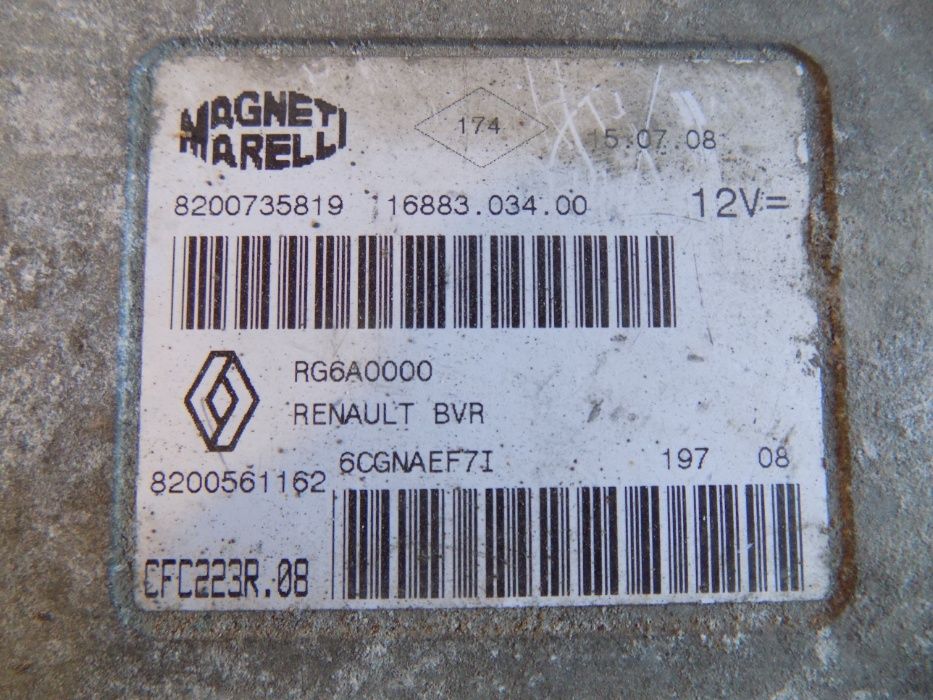 MAGNETI MARELLI
174
15.07.08
8200735819 16883.034.00 12V=
RG6A0000
RENAULT BVR
6CGNAEF7I 197 08
8200561162
CFC223R.08